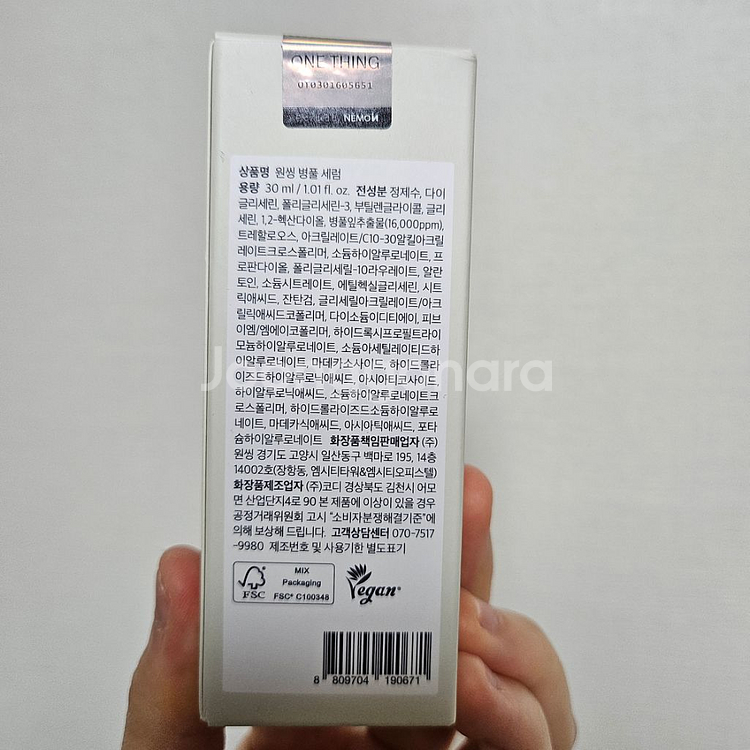 ONE THING
010301605651
NEMOM
상품명 원씽 병풀 세럼
용량 30 ml / 1.01 fl. oz. 전성분 정제수, 다이
글리세린, 폴리글리세린-3, 부틸렌글라이콜, 글리
세린, 1,2-헥산다이올, 병풀잎추출물(16,000ppm),
트레할로오스, 아크릴레이트/C10-30알킬아크릴
레이트크로스폴리머, 소듐하이알루로네이트, 프
로판다이올, 폴리글리세릴-10라우레이트, 알란
토인, 소듐시트레이트, 에틸헥실글리세린, 시트
릭애씨드, 잔탄검, 글리세릴아크릴레이트/아크
릴릭애씨드코폴리머, 다이소듐이디티에이, 피브
이엠/엠에이코폴리머, 하이드록시프로필트라이
모늄하이알루로네이트, 소듐아세틸레이티드하
이알루로네이트, 마데카소사이드, 하이드롤라
이즈드하이알루로닉애씨드, 아시아티코사이드,
하이알루로닉애씨드, 소듐하이알루로네이트크
로스폴리머, 하이드롤라이즈드소듐하이알루로
네이트, 마데카식애씨드, 아시아틱애씨드, 포타
슘하이알루로네이트 화장품책임판매업자 (주)
원씽 경기도 고양시 일산동구 백마로 195, 14층
14002호(장항동, 엠시티타워&엠시티오피스텔)
화장품제조업자 (주)코디 경상북도 김천시 어모
면 산업단지4로 90 본 제품에 이상이 있을 경우
공정거래위원회 고시 "소비자분쟁해결기준"에
의해 보상해 드립니다. 고객상담센터 070-7517
-9980 제조번호 및 사용기한 별도표기
FSC
MIX
Packaging
FSC® C100348
Vegan
8 809704 190671